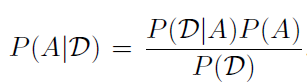 P(A|𝒟) = P(𝒟|A)P(A) / P(𝒟)